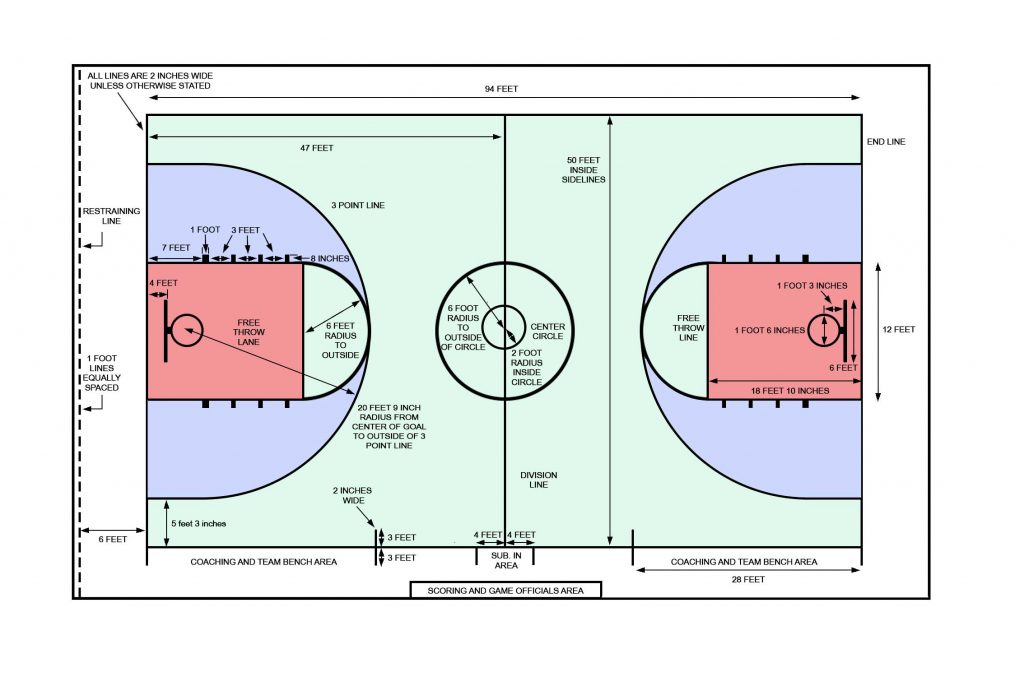 ALL LINES ARE 2 INCHES WIDE
UNLESS OTHERWISE STATED
94 FEET
47 FEET
END LINE
50 FEET
INSIDE
SIDELINES
3 POINT LINE
RESTRAINING
LINE
1 FOOT
3 FEET
7 FEET
8 INCHES
4 FEET
1 FOOT 3 INCHES
6 FOOT
RADIUS
TO
OUTSIDE
OF CIRCLE
CENTER
CIRCLE
FREE
THROW
LANE
6 FEET
RADIUS
TO
OUTSIDE
FREE
THROW
LINE
1 FOOT 6 INCHES
12 FEET
2 FOOT
RADIUS
INSIDE
CIRCLE
6 FEET
1 FOOT
LINES
EQUALLY
SPACED
18 FEET 10 INCHES
20 FEET 9 INCH
RADIUS FROM
CENTER OF GOAL
TO OUTSIDE OF 3
POINT LINE
DIVISION
LINE
2 INCHES
WIDE
5 feet 3 inches
6 FEET
3 FEET
4 FEET
4 FEET
3 FEET
SUB. IN
AREA
COACHING AND TEAM BENCH AREA
COACHING AND TEAM BENCH AREA
28 FEET
SCORING AND GAME OFFICIALS AREA